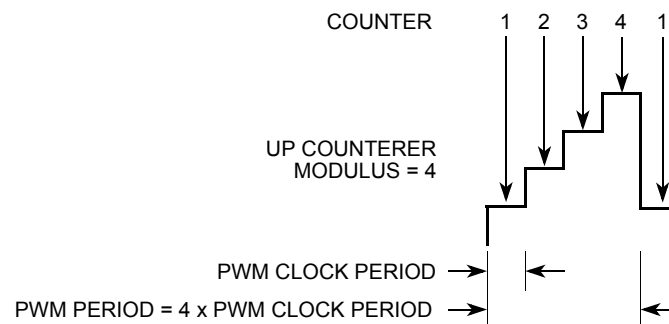 COUNTER 1 2 3 4 1
UP COUNTERER
MODULUS = 4
PWM CLOCK PERIOD
PWM PERIOD = 4 x PWM CLOCK PERIOD